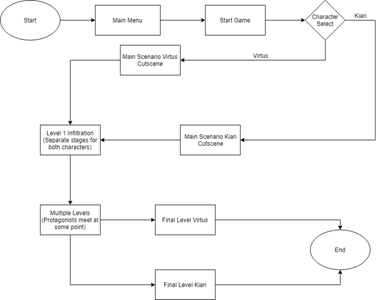 Start
Main Menu
Start Game
Character
Select
Kiari
Virtus
Main Scenario Virtus
Cutscene
Level 1 Infiltration
(Separate stages for
both characters)
Main Scenario Kiari
Cutscene
Multiple Levels
(Protagonists meet at
some point)
Final Level Virtus
End
Final Level Kiari